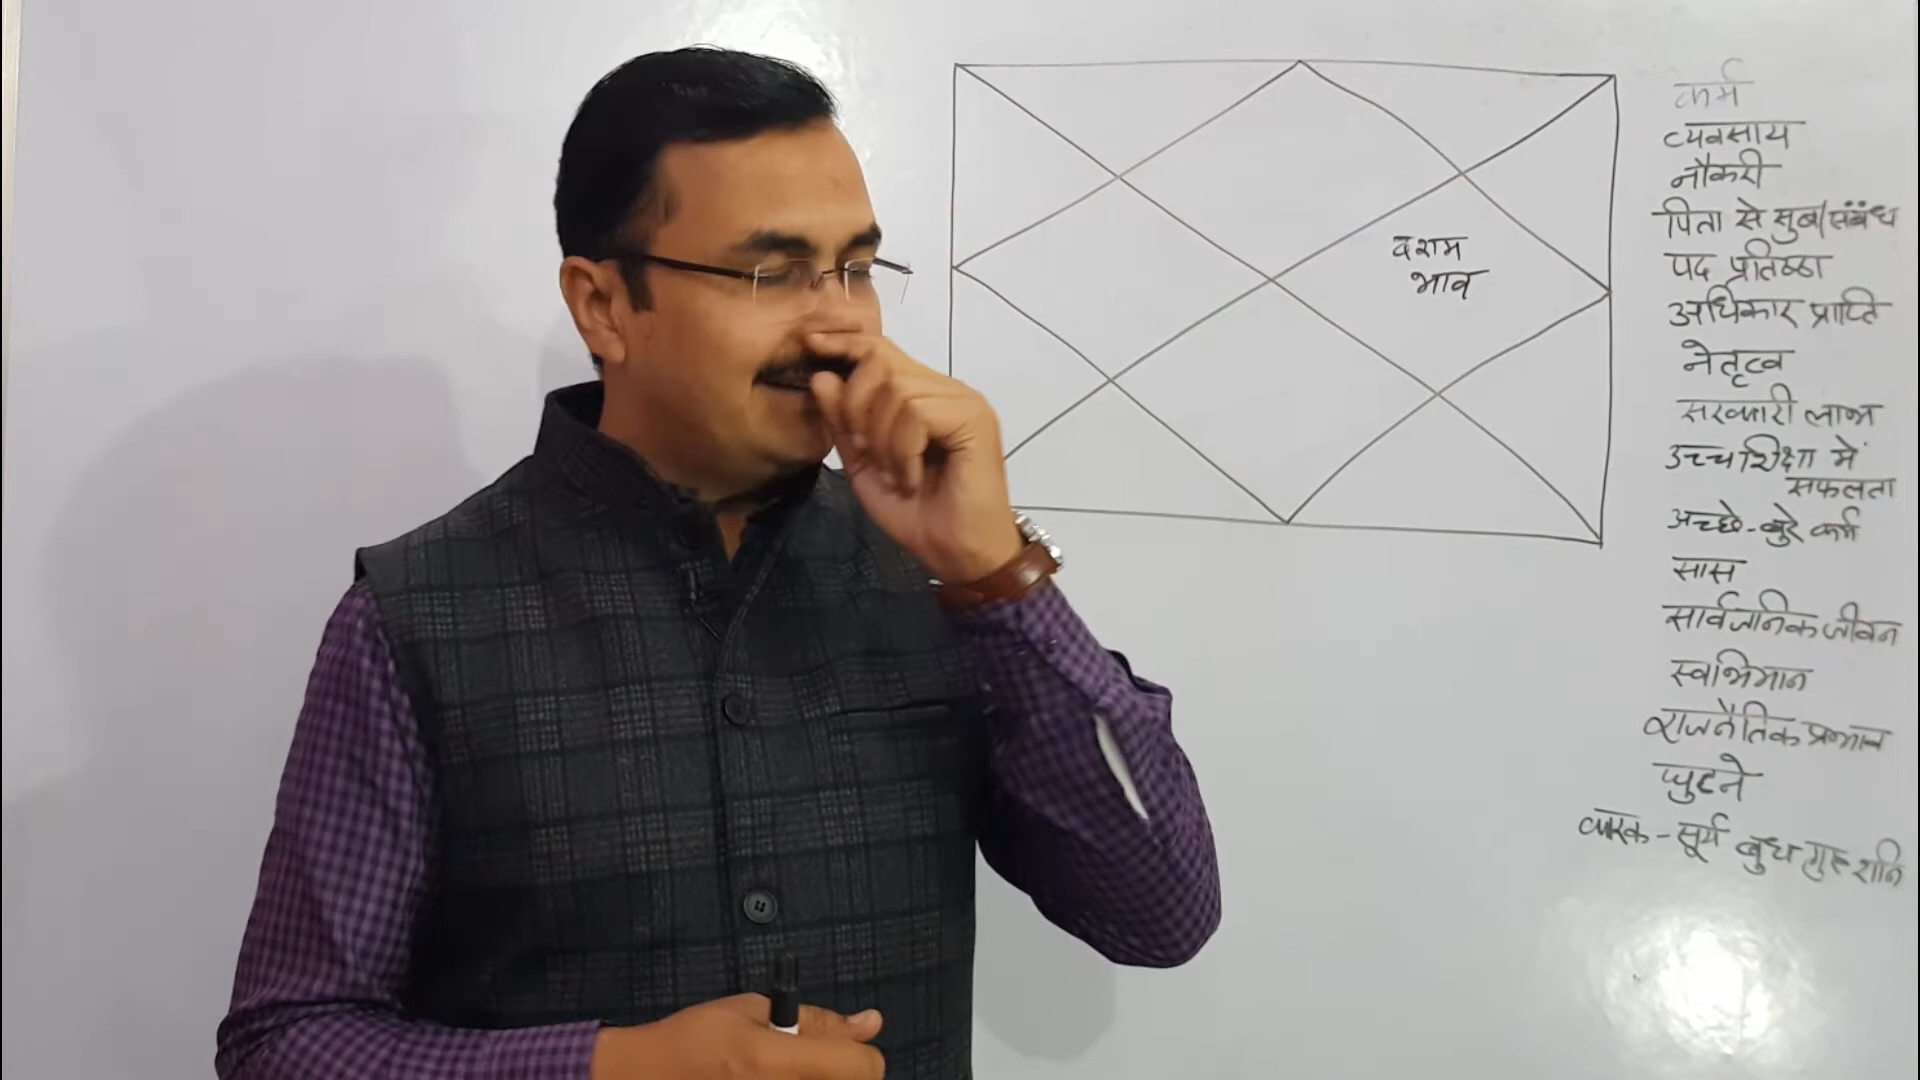 दशम
भाव
कर्म
व्यवसाय
नौकरी
पिता से सुख/संबंध
पद प्रतिष्ठा
अधिकार प्राप्ति
नेतृत्व
सरकारी लाभ
उच्च शिक्षा में
सफलता
अच्छे-बुरे कर्म
सास
सार्वजनिक जीवन
स्वाभिमान
राजनैतिक प्रभाव
घुटने
कारक - सूर्य बुध गुरु शनि